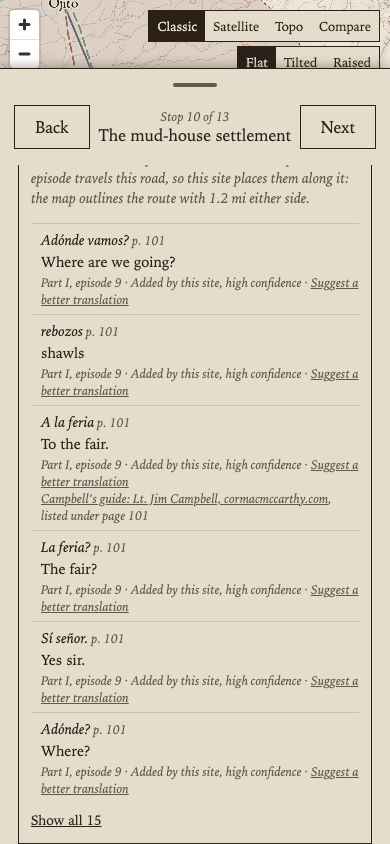 Ojito
+
−
Classic Satellite Topo Compare
Flat Tilted Raised
Back
Stop 10 of 13
The mud-house settlement
Next
episode travels this road, so this site places them along it:
the map outlines the route with 1.2 mi either side.
Adónde vamos? p. 101
Where are we going?
Part I, episode 9 · Added by this site, high confidence · Suggest a
better translation
rebozos p. 101
shawls
Part I, episode 9 · Added by this site, high confidence · Suggest a
better translation
A la feria p. 101
To the fair.
Part I, episode 9 · Added by this site, high confidence · Suggest a
better translation
Campbell's guide: Lt. Jim Campbell, cormacmccarthy.com,
listed under page 101
La feria? p. 101
The fair?
Part I, episode 9 · Added by this site, high confidence · Suggest a
better translation
Sí señor. p. 101
Yes sir.
Part I, episode 9 · Added by this site, high confidence · Suggest a
better translation
Adónde? p. 101
Where?
Part I, episode 9 · Added by this site, high confidence · Suggest a
better translation
Show all 15